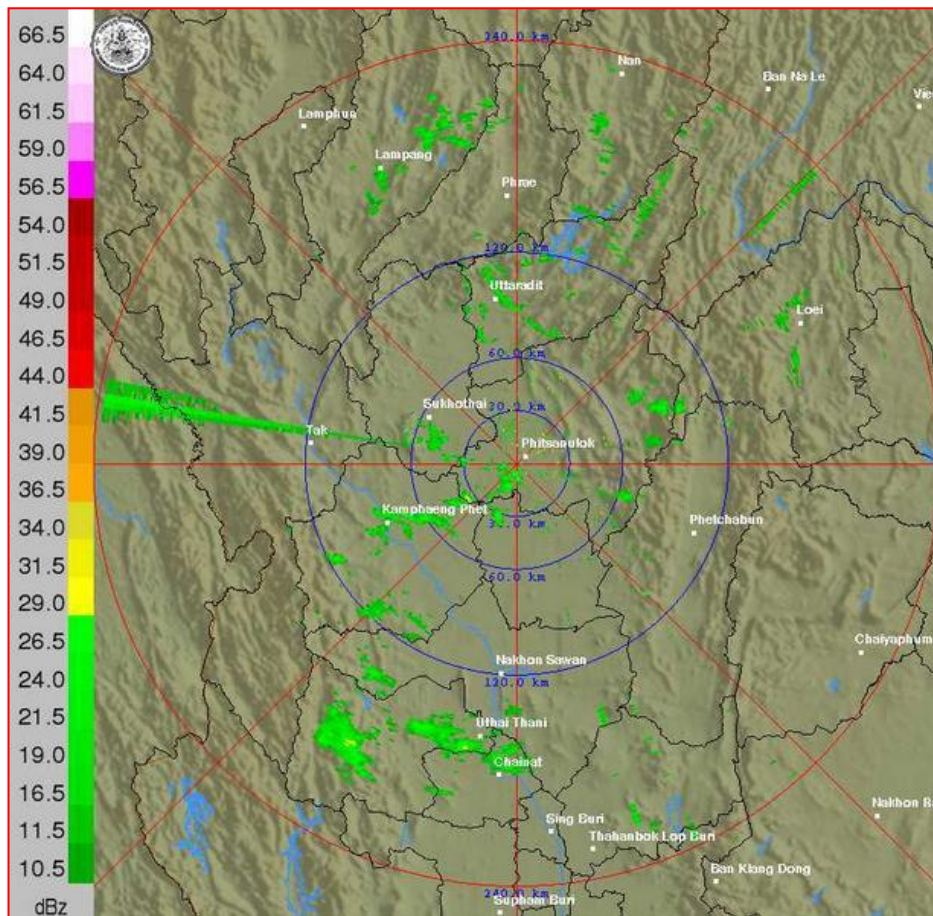 66.5
64.0
61.5
59.0
56.5
54.0
51.5
49.0
46.5
44.0
41.5
39.0
36.5
34.0
31.5
29.0
26.5
24.0
21.5
19.0
16.5
11.5
10.5
dBz
240.0 km
Nan
Ban Na Le
Lamphun
Lampang
Phrae
120.0 km
Uttaradit
Loei
60.0 km
Sukhothai
30.0 km
Tak
Phitsanulok
Kamphaeng Phet
30.0 km
Phetchabun
60.0 km
Chaiyaphum
Nakhon Sawan
120.0 km
Uthai Thani
Chainat
Sing Buri
Thahanbok Lop Buri
Ban Klang Dong
240.0 km
Supham Buri